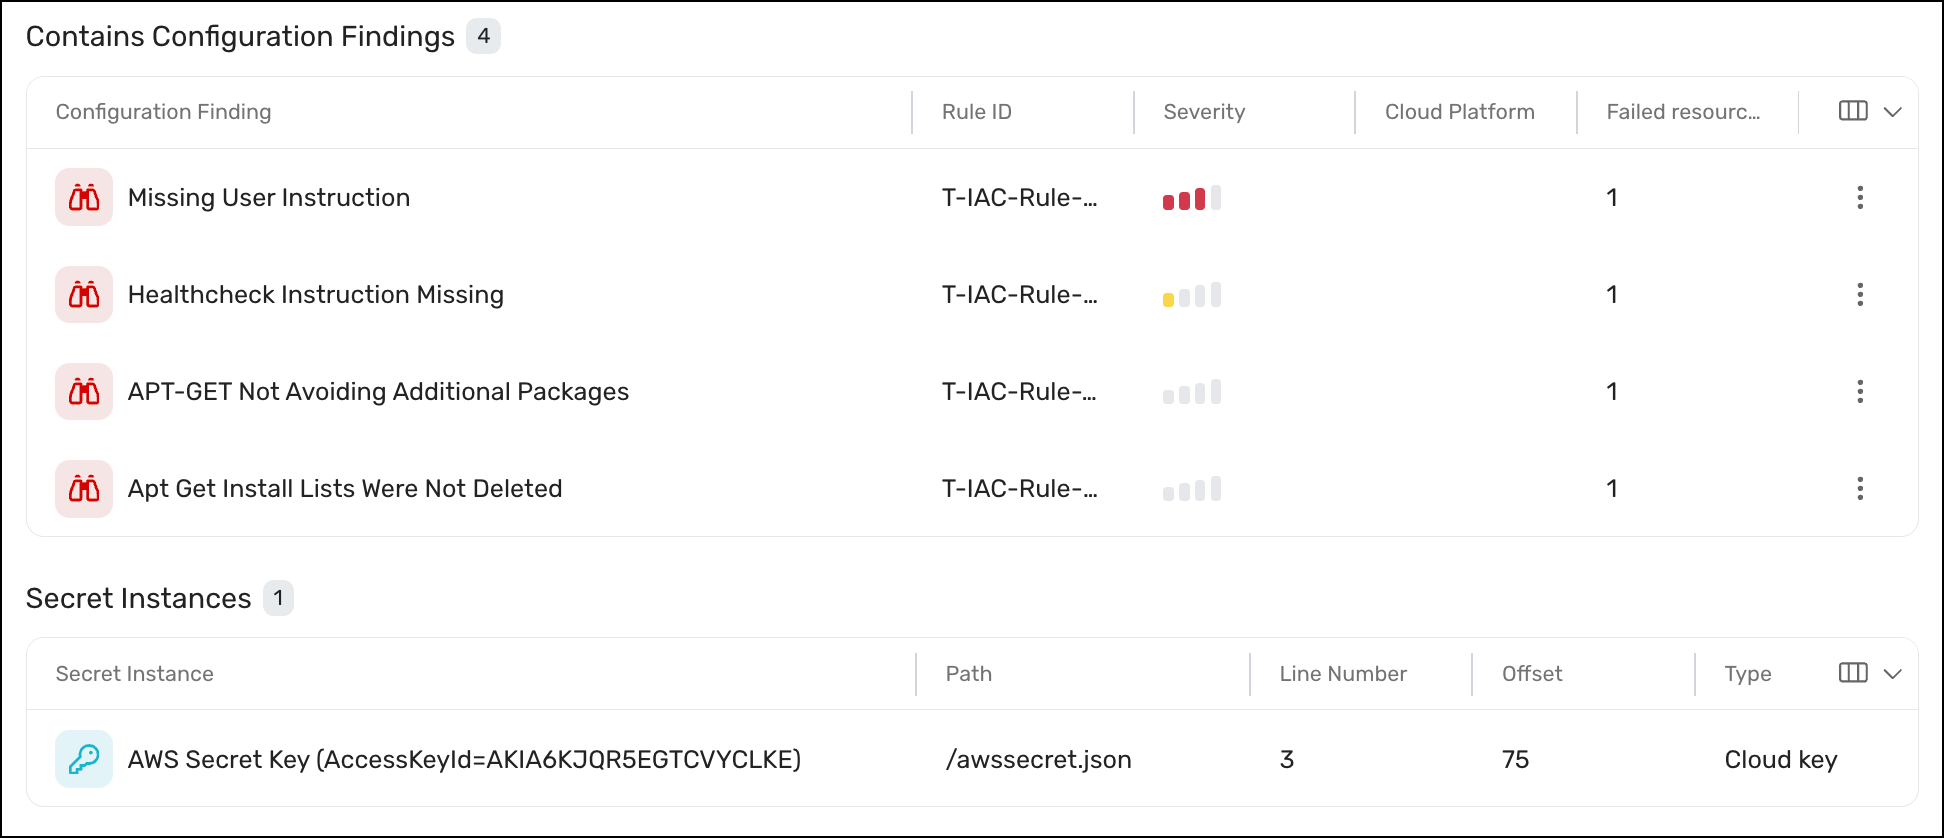 Contains Configuration Findings 4
Configuration Finding Rule ID Severity Cloud Platform Failed resourc...
Missing User Instruction T-IAC-Rule-... 1
Healthcheck Instruction Missing T-IAC-Rule-... 1
APT-GET Not Avoiding Additional Packages T-IAC-Rule-... 1
Apt Get Install Lists Were Not Deleted T-IAC-Rule-... 1
Secret Instances 1
Secret Instance Path Line Number Offset Type
AWS Secret Key (AccessKeyId=AKIA6KJQR5EGTCVYCLKE) /awssecret.json 3 75 Cloud key